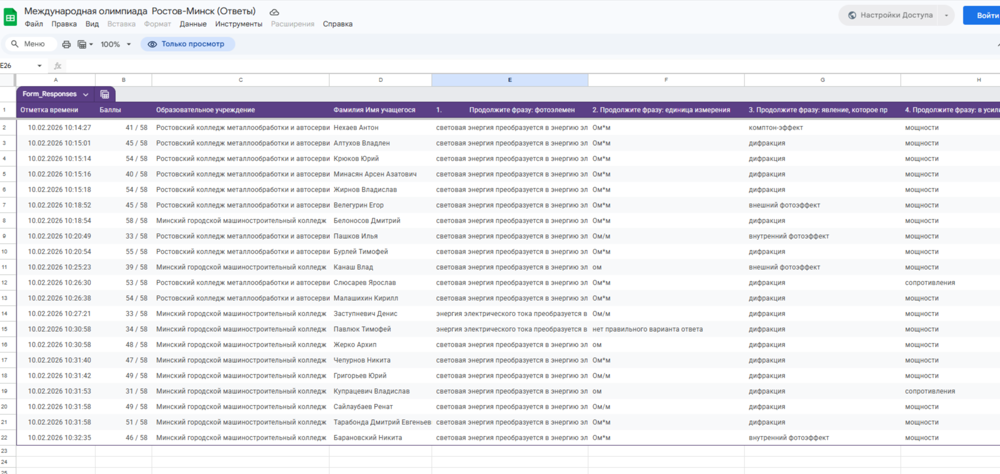 Международная олимпиада Ростов-Минск (Ответы)
Настройки Доступа
Войти
Файл Правка Вид Вставка Формат Данные Инструменты Расширения Справка
Меню 100% Только просмотр
E26 fx
A B C D E F G H
Form_Responses
1 Отметка времени Баллы Образовательное учреждение Фамилия Имя учащегося 1. Продолжите фразу: фотоэлемен 2. Продолжите фразу: единица измерения 3. Продолжите фразу: явление, которое пр 4. Продолжите фразу: в усили
2 10.02.2026 10:14:27 41 / 58 Ростовский колледж металлообработки и автосерви Нехаев Антон световая энергия преобразуется в энергию эл Ом*м комптон-эффект мощности
3 10.02.2026 10:15:01 45 / 58 Ростовский колледж металлообработки и автосерви Алтухов Владлен световая энергия преобразуется в энергию эл Ом*м дифракция мощности
4 10.02.2026 10:15:14 54 / 58 Ростовский колледж металлообработки и автосерви Крюков Юрий световая энергия преобразуется в энергию эл Ом*м дифракция мощности
5 10.02.2026 10:15:16 40 / 58 Ростовский колледж металлообработки и автосерви Минасян Арсен Азатович световая энергия преобразуется в энергию эл Ом*м дифракция мощности
6 10.02.2026 10:15:18 54 / 58 Ростовский колледж металлообработки и автосерви Жирнов Владислав световая энергия преобразуется в энергию эл Ом*м дифракция мощности
7 10.02.2026 10:18:52 45 / 58 Ростовский колледж металлообработки и автосерви Велегурин Егор световая энергия преобразуется в энергию эл Ом*м внешний фотоэффект мощности
8 10.02.2026 10:18:54 58 / 58 Минский городской машиностроительный колледж Белоносов Дмитрий световая энергия преобразуется в энергию эл Ом*м дифракция мощности
9 10.02.2026 10:20:49 33 / 58 Ростовский колледж металлообработки и автосерви Пашков Илья световая энергия преобразуется в энергию эл Ом/м внутренний фотоэффект мощности
10 10.02.2026 10:20:54 55 / 58 Ростовский колледж металлообработки и автосерви Бурлей Тимофей световая энергия преобразуется в энергию эл Ом*м дифракция мощности
11 10.02.2026 10:25:23 39 / 58 Минский городской машиностроительный колледж Канаш Влад световая энергия преобразуется в энергию эл ом внешний фотоэффект мощности
12 10.02.2026 10:26:30 53 / 58 Ростовский колледж металлообработки и автосерви Слюсарев Ярослав световая энергия преобразуется в энергию эл Ом*м дифракция сопротивления
13 10.02.2026 10:26:38 54 / 58 Ростовский колледж металлообработки и автосерви Малашихин Кирилл световая энергия преобразуется в энергию эл Ом*м дифракция мощности
14 10.02.2026 10:27:21 33 / 58 Минский городской машиностроительный колледж Заступневич Денис энергия электрического тока преобразуется в Ом/м дифракция мощности
15 10.02.2026 10:30:58 34 / 58 Минский городской машиностроительный колледж Павлюк Тимофей энергия электрического тока преобразуется в нет правильного варианта ответа дифракция мощности
16 10.02.2026 10:30:58 48 / 58 Минский городской машиностроительный колледж Жерко Архип световая энергия преобразуется в энергию эл ом дифракция мощности
17 10.02.2026 10:31:40 47 / 58 Минский городской машиностроительный колледж Чепурнов Никита световая энергия преобразуется в энергию эл Ом*м дифракция мощности
18 10.02.2026 10:31:42 49 / 58 Минский городской машиностроительный колледж Григорьев Юрий световая энергия преобразуется в энергию эл Ом/м дифракция мощности
19 10.02.2026 10:31:53 31 / 58 Минский городской машиностроительный колледж Купрацевич Владислав световая энергия преобразуется в энергию эл ом дифракция сопротивления
20 10.02.2026 10:31:58 49 / 58 Минский городской машиностроительный колледж Сайлаубаев Ренат световая энергия преобразуется в энергию эл Ом/м дифракция мощности
21 10.02.2026 10:31:58 51 / 58 Минский городской машиностроительный колледж Тарабонда Дмитрий Евгеньев световая энергия преобразуется в энергию эл Ом*м дифракция мощности
22 10.02.2026 10:32:35 46 / 58 Минский городской машиностроительный колледж Барановский Никита световая энергия преобразуется в энергию эл Ом*м внутренний фотоэффект мощности
23
24
25